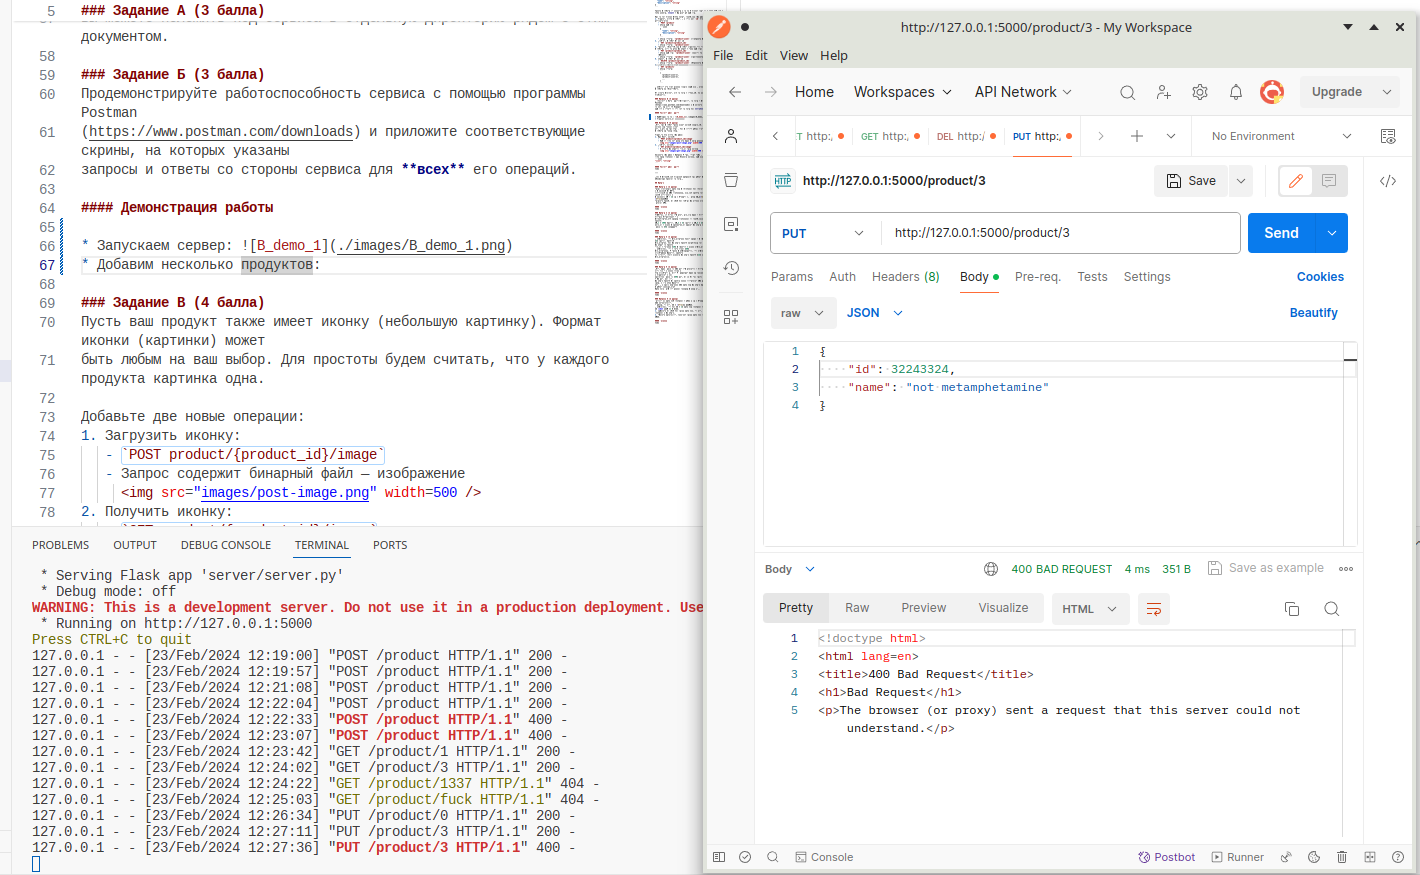 5 ### Задание А (3 балла)
документом.
58
59 ### Задание Б (3 балла)
60 Продемонстрируйте работоспособность сервиса с помощью программы
Postman
61 (https://www.postman.com/downloads) и приложите соответствующие
скрины, на которых указаны
62 запросы и ответы со стороны сервиса для **всех** его операций.
63
64 #### Демонстрация работы
65
66 * Запускаем сервер: ![B_demo_1](./images/B_demo_1.png)
67 * Добавим несколько продуктов:
68
69 ### Задание В (4 балла)
70 Пусть ваш продукт также имеет иконку (небольшую картинку). Формат
иконки (картинки) может
71 быть любым на ваш выбор. Для простоты будем считать, что у каждого
продукта картинка одна.
72
73 Добавьте две новые операции:
74 1. Загрузить иконку:
75 - `POST product/{product_id}/image`
76 - Запрос содержит бинарный файл — изображение
77 <img src="images/post-image.png" width=500 />
78 2. Получить иконку:
PROBLEMS OUTPUT DEBUG CONSOLE TERMINAL PORTS
* Serving Flask app 'server/server.py'
* Debug mode: off
WARNING: This is a development server. Do not use it in a production deployment. Use
* Running on http://127.0.0.1:5000
Press CTRL+C to quit
127.0.0.1 - - [23/Feb/2024 12:19:00] "POST /product HTTP/1.1" 200 -
127.0.0.1 - - [23/Feb/2024 12:19:57] "POST /product HTTP/1.1" 200 -
127.0.0.1 - - [23/Feb/2024 12:21:08] "POST /product HTTP/1.1" 200 -
127.0.0.1 - - [23/Feb/2024 12:22:04] "POST /product HTTP/1.1" 200 -
127.0.0.1 - - [23/Feb/2024 12:22:33] "POST /product HTTP/1.1" 400 -
127.0.0.1 - - [23/Feb/2024 12:23:07] "POST /product HTTP/1.1" 400 -
127.0.0.1 - - [23/Feb/2024 12:23:42] "GET /product/1 HTTP/1.1" 200 -
127.0.0.1 - - [23/Feb/2024 12:24:02] "GET /product/3 HTTP/1.1" 200 -
127.0.0.1 - - [23/Feb/2024 12:24:22] "GET /product/1337 HTTP/1.1" 404 -
127.0.0.1 - - [23/Feb/2024 12:25:03] "GET /product/fuck HTTP/1.1" 404 -
127.0.0.1 - - [23/Feb/2024 12:26:34] "PUT /product/0 HTTP/1.1" 200 -
127.0.0.1 - - [23/Feb/2024 12:27:11] "PUT /product/3 HTTP/1.1" 200 -
127.0.0.1 - - [23/Feb/2024 12:27:36] "PUT /product/3 HTTP/1.1" 400 -
http://127.0.0.1:5000/product/3 - My Workspace
File Edit View Help
Home Workspaces API Network Upgrade
T http:, GET http:, DEL http:/ PUT http:, No Environment
HTTP http://127.0.0.1:5000/product/3 Save
PUT http://127.0.0.1:5000/product/3 Send
Params Auth Headers (8) Body Pre-req. Tests Settings Cookies
raw JSON Beautify
1 {
2 "id": 32243324,
3 "name": "not metamphetamine"
4 }
Body 400 BAD REQUEST 4 ms 351 B Save as example
Pretty Raw Preview Visualize HTML
1 <!doctype html>
2 <html lang=en>
3 <title>400 Bad Request</title>
4 <h1>Bad Request</h1>
5 <p>The browser (or proxy) sent a request that this server could not
understand.</p>
Console Postbot Runner